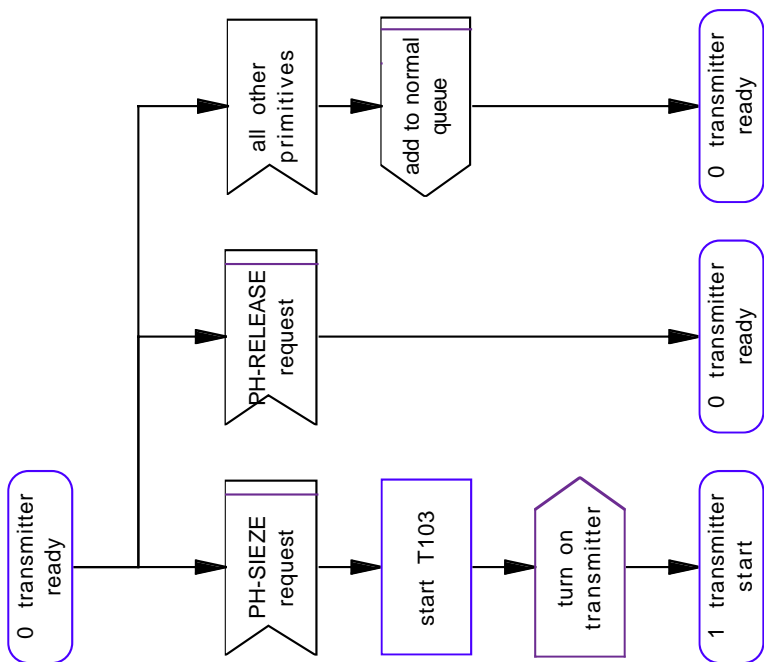 0 transmitter
ready
PH-SIEZE
request
start T103
turn on
transmitter
1 transmitter
start
PH-RELEASE
request
0 transmitter
ready
all other
primitives
add to normal
queue
0 transmitter
ready